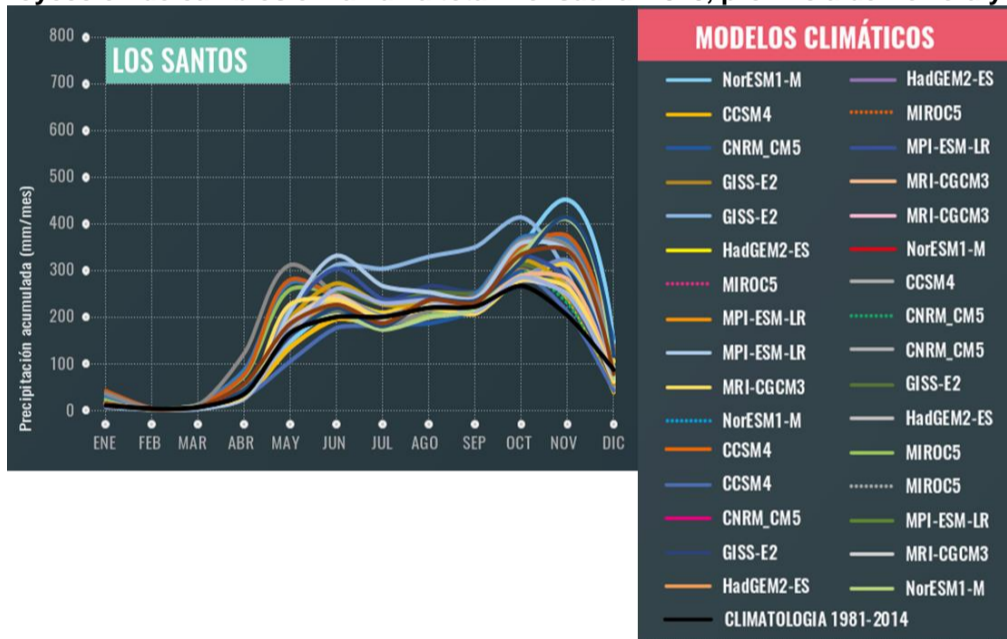 LOS SANTOS
Precipitación acumulada (mm/mes)
800
700
600
500
400
300
200
100
0
ENE FEB MAR ABR MAY JUN JUL AGO SEP OCT NOV DIC
MODELOS CLIMÁTICOS
NorESM1-M
CCSM4
CNRM_CM5
GISS-E2
GISS-E2
HadGEM2-ES
MIROC5
MPI-ESM-LR
MPI-ESM-LR
MRI-CGCM3
NorESM1-M
CCSM4
CCSM4
CNRM_CM5
GISS-E2
HadGEM2-ES
HadGEM2-ES
MIROC5
MPI-ESM-LR
MRI-CGCM3
MRI-CGCM3
NorESM1-M
CCSM4
CNRM_CM5
CNRM_CM5
GISS-E2
HadGEM2-ES
MIROC5
MIROC5
MPI-ESM-LR
MRI-CGCM3
NorESM1-M
CLIMATOLOGIA 1981-2014